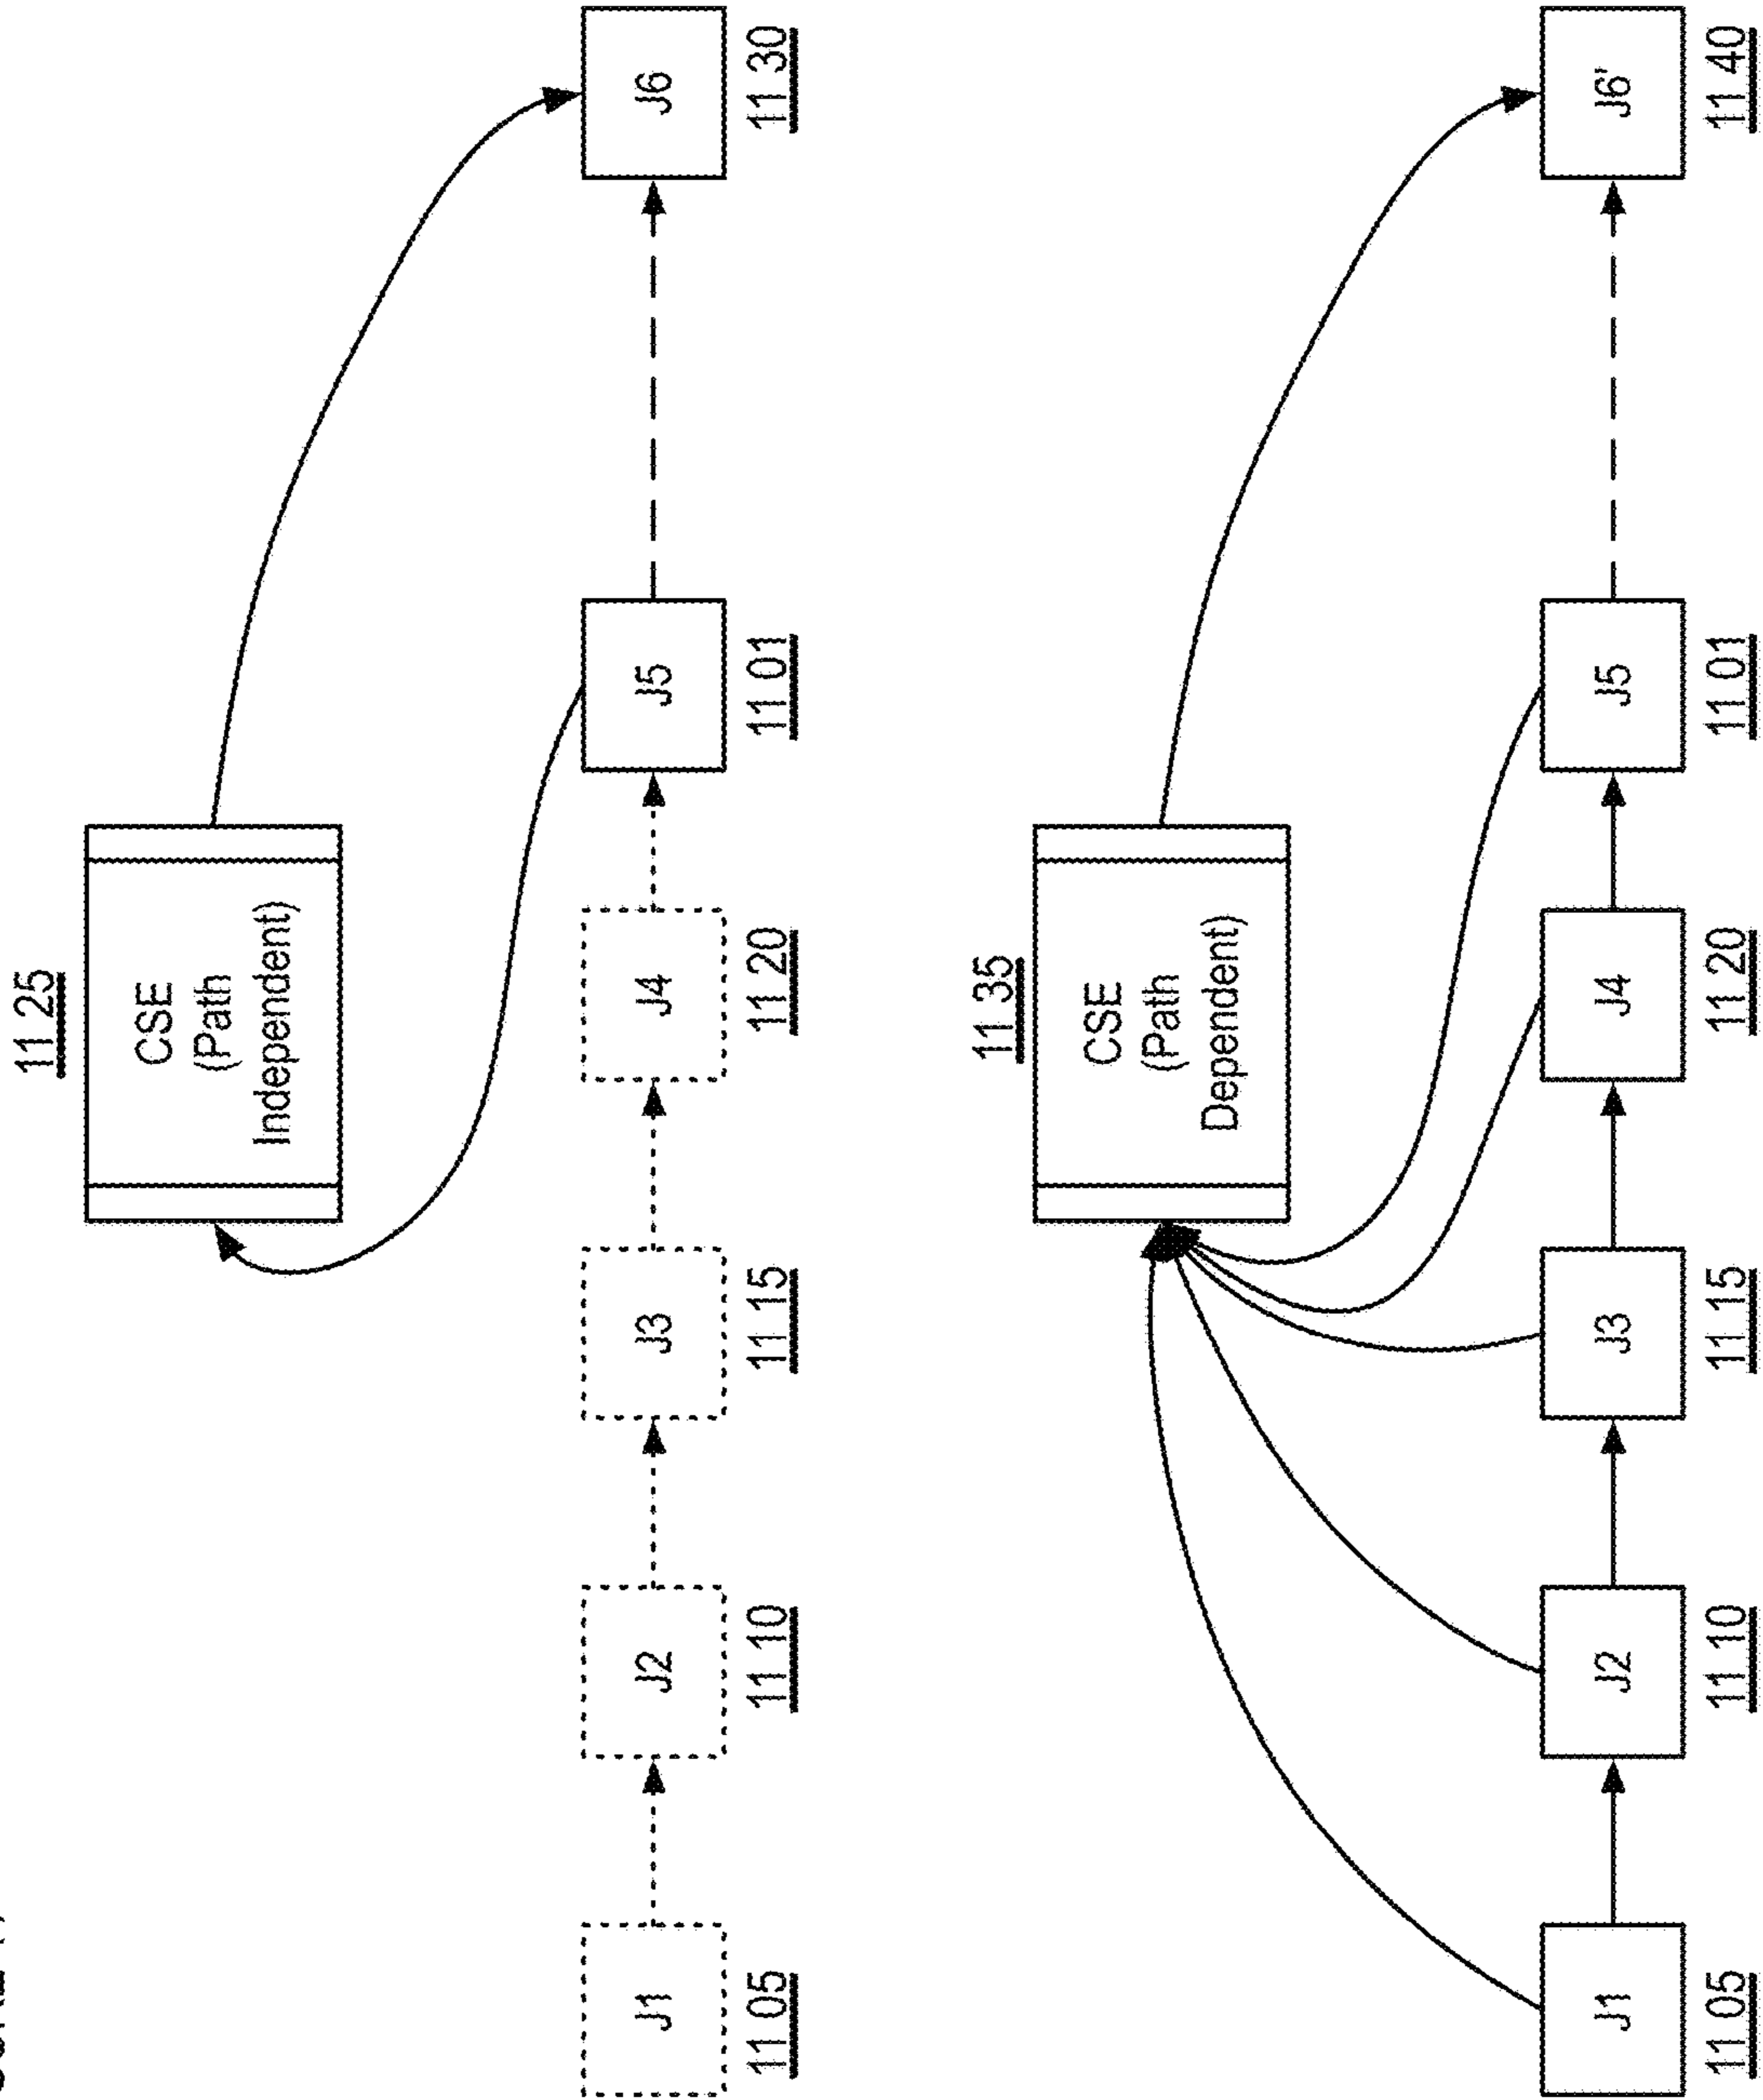 11 25
CSE
(Path
Independent)
J1 J2 J3 J4 J5 J6
11 05 11 10 11 15 11 20 11 01 11 30
11 35
CSE
(Path
Dependent)
J1 J2 J3 J4 J5 J6'
11 05 11 10 11 15 11 20 11 01 11 40